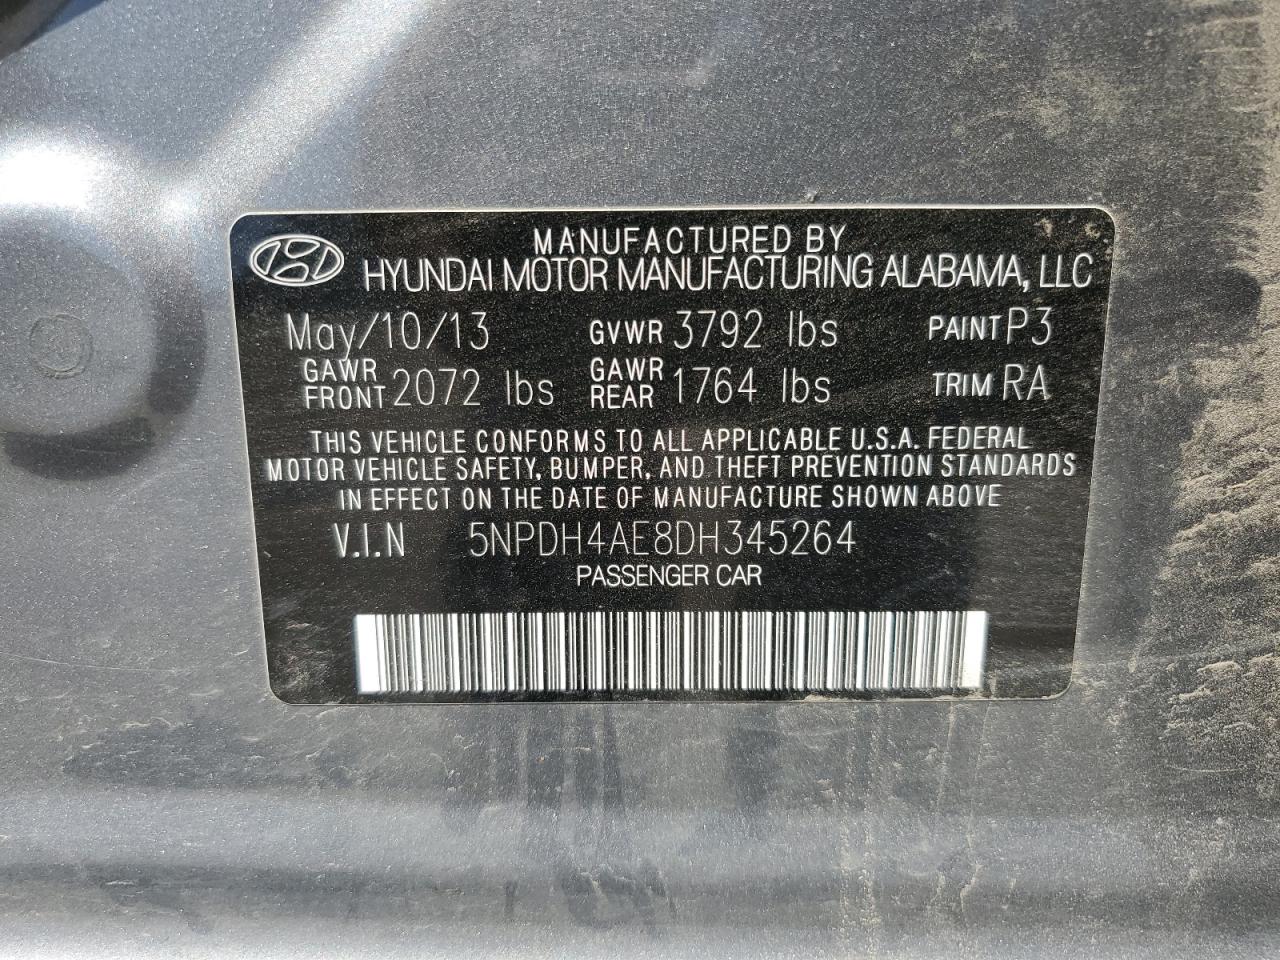 MANUFACTURED BY
HYUNDAI MOTOR MANUFACTURING ALABAMA, LLC
May/10/13 GVWR 3792 lbs PAINT P3
GAWR FRONT 2072 lbs GAWR REAR 1764 lbs TRIM RA
THIS VEHICLE CONFORMS TO ALL APPLICABLE U.S.A. FEDERAL
MOTOR VEHICLE SAFETY, BUMPER, AND THEFT PREVENTION STANDARDS
IN EFFECT ON THE DATE OF MANUFACTURE SHOWN ABOVE
V.I.N 5NPDH4AE8DH345264
PASSENGER CAR